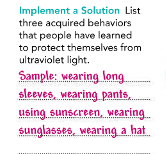 Implement a Solution List
three acquired behaviors
that people have learned
to protect themselves from
ultraviolet light.
Sample: wearing long
sleeves, wearing pants,
using sunscreen, wearing
sunglasses, wearing a hat